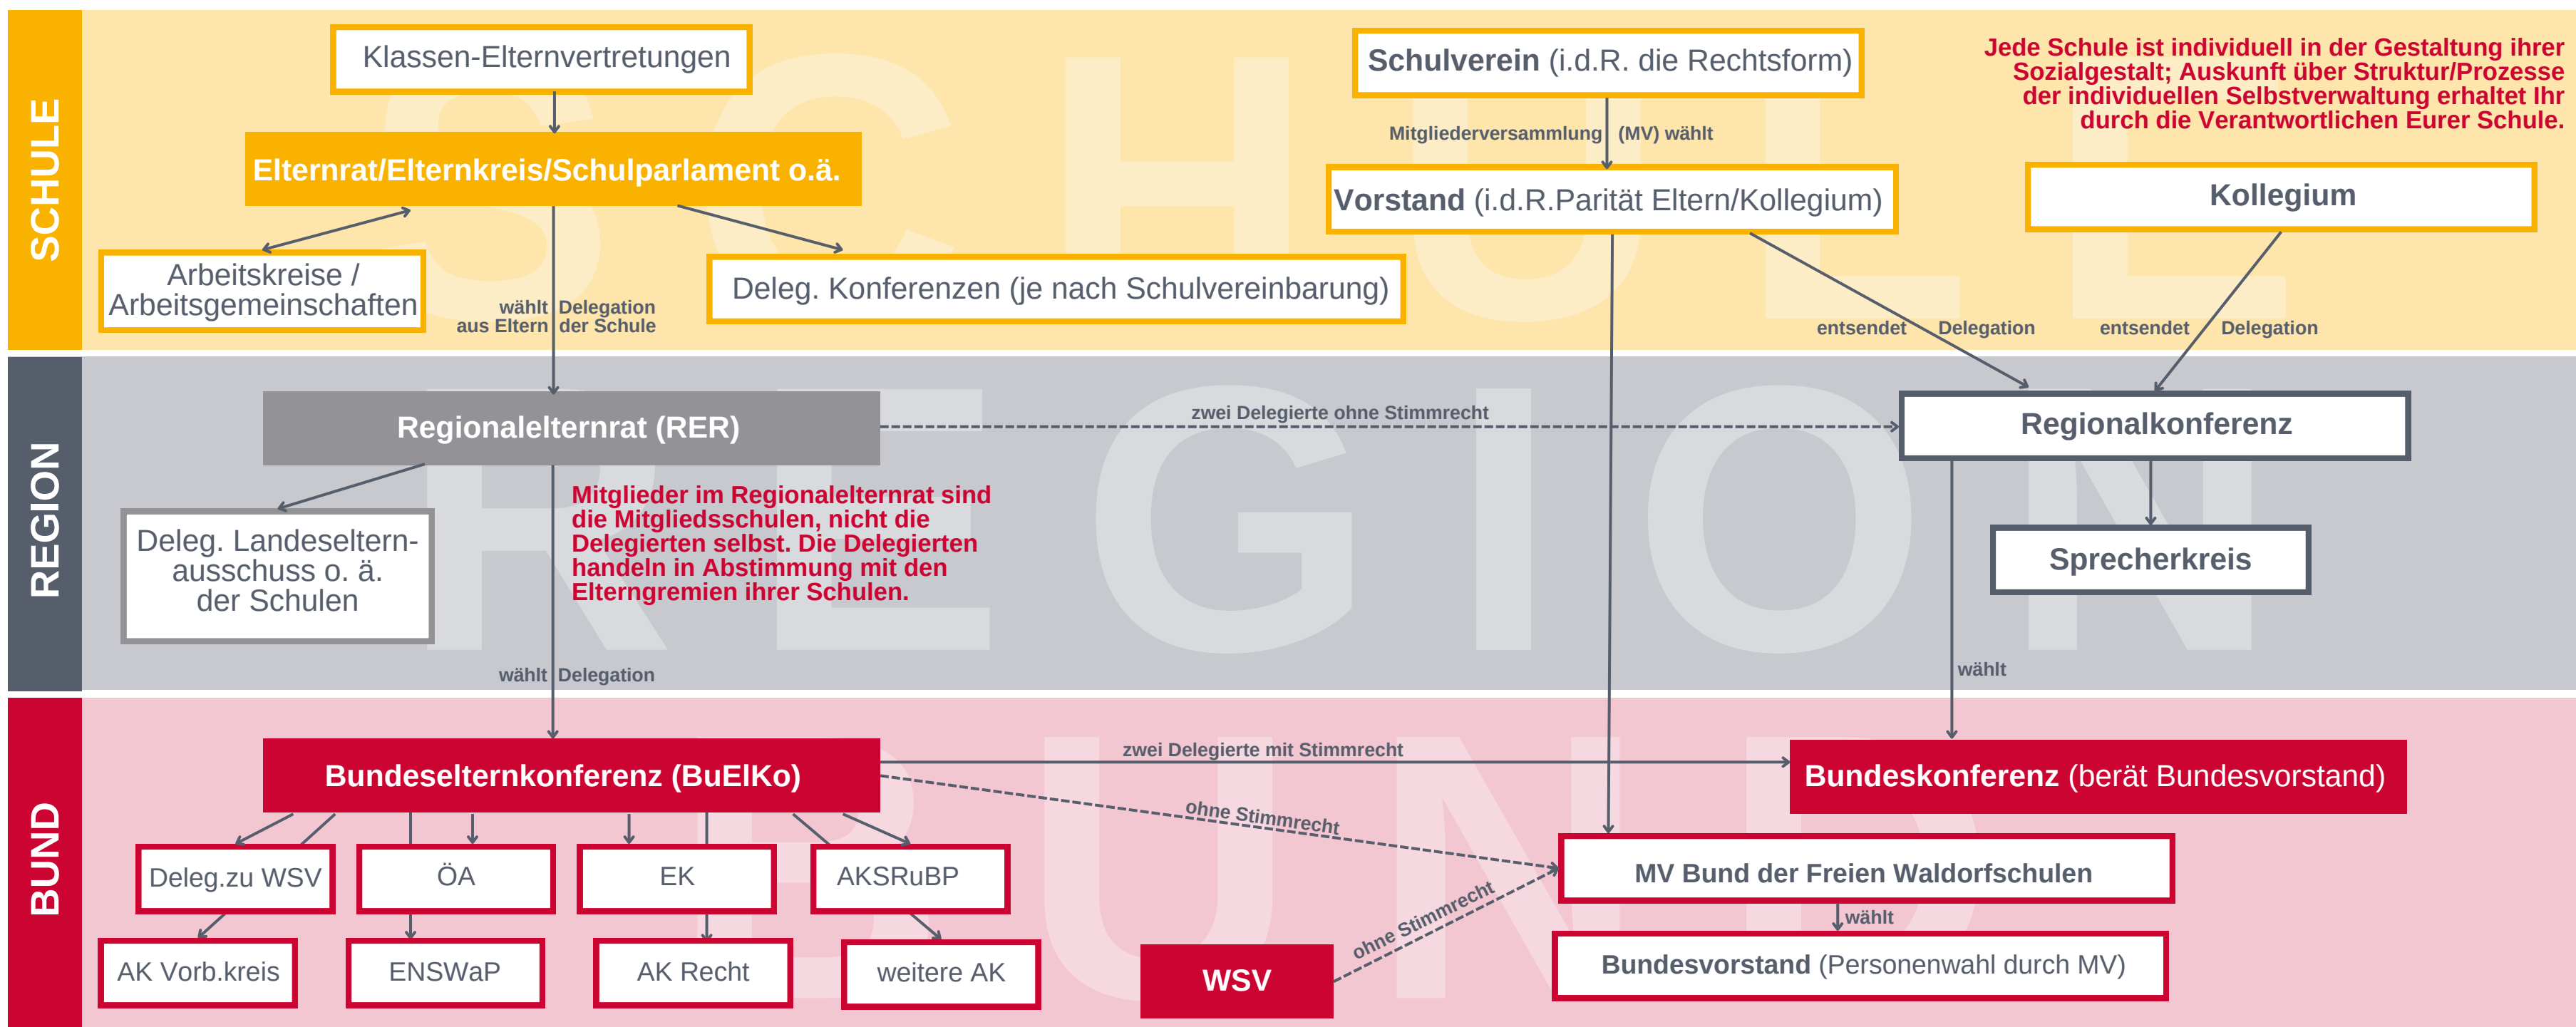 SCHULE
SCHULE
Klassen-Elternvertretungen
Schulverein (i.d.R. die Rechtsform)
Jede Schule ist individuell in der Gestaltung ihrer
Sozialgestalt; Auskunft über Struktur/Prozesse
der individuellen Selbstverwaltung erhaltet Ihr
durch die Verantwortlichen Eurer Schule.
Mitgliederversammlung (MV) wählt
Elternrat/Elternkreis/Schulparlament o.ä.
Vorstand (i.d.R.Parität Eltern/Kollegium)
Kollegium
Arbeitskreise /
Arbeitsgemeinschaften
Deleg. Konferenzen (je nach Schulvereinbarung)
wählt Delegation
aus Eltern der Schule
entsendet Delegation
entsendet Delegation
REGION
REGION
Regionalelternrat (RER)
zwei Delegierte ohne Stimmrecht
Regionalkonferenz
Mitglieder im Regionalelternrat sind
die Mitgliedsschulen, nicht die
Delegierten selbst. Die Delegierten
handeln in Abstimmung mit den
Elterngremien ihrer Schulen.
Deleg. Landeseltern-
ausschuss o. ä.
der Schulen
Sprecherkreis
wählt Delegation
wählt
BUND
BUND
Bundeselternkonferenz (BuElKo)
zwei Delegierte mit Stimmrecht
Bundeskonferenz (berät Bundesvorstand)
ohne Stimmrecht
Deleg.zu WSV
ÖA
EK
AKSRuBP
MV Bund der Freien Waldorfschulen
ohne Stimmrecht
wählt
AK Vorb.kreis
ENSWaP
AK Recht
weitere AK
WSV
Bundesvorstand (Personenwahl durch MV)